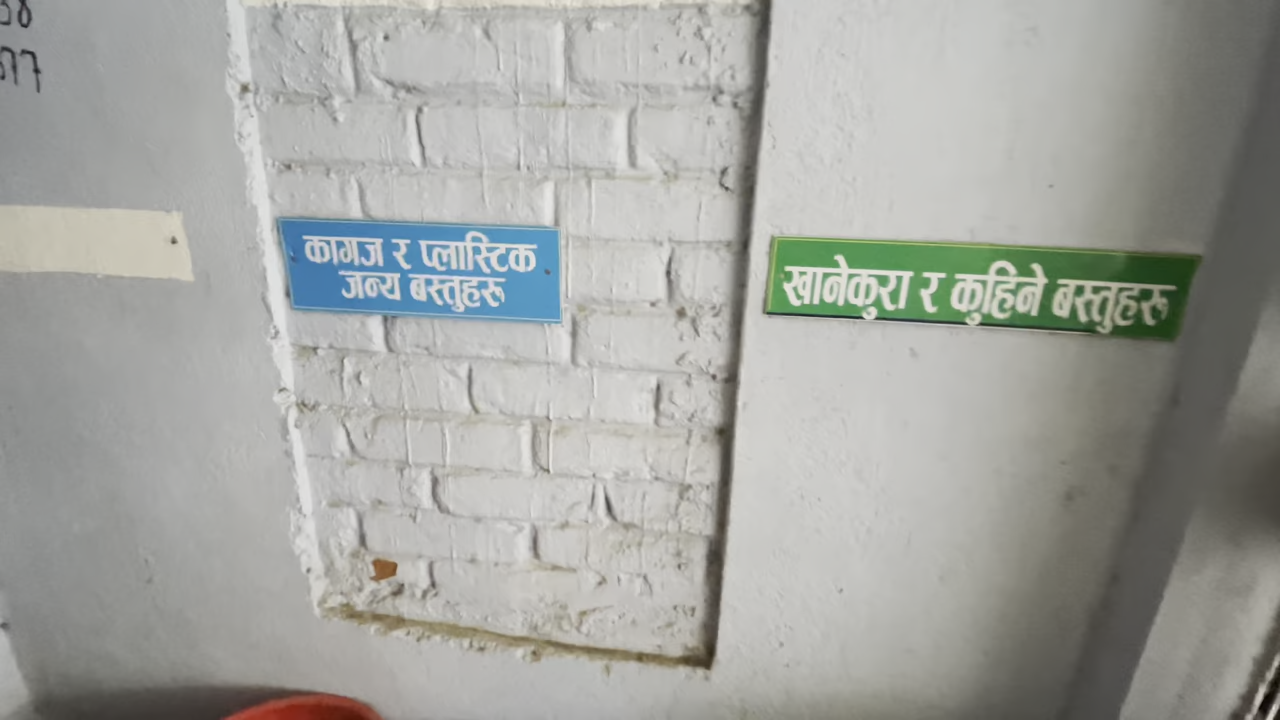 कागज र प्लास्टिक
जन्य बस्तुहरू
खानेकुरा र कुहिने बस्तुहरू